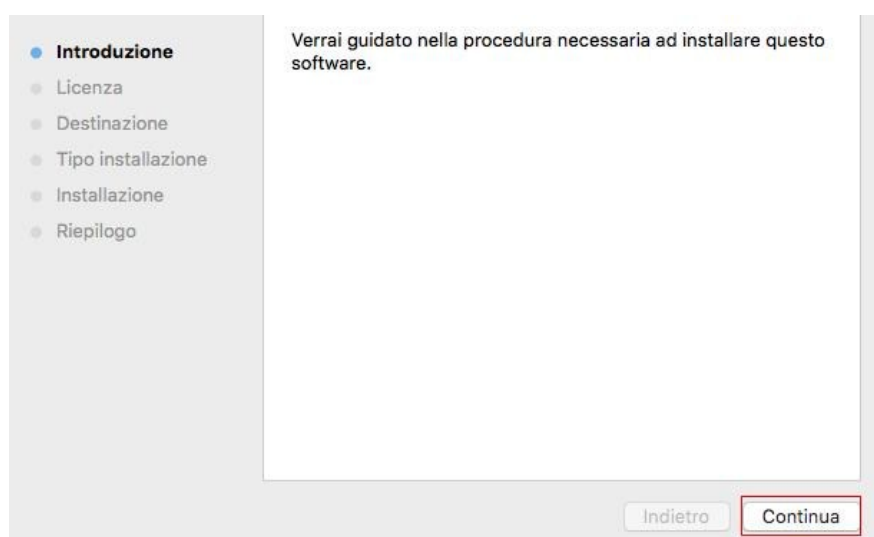 Introduzione
Licenza
Destinazione
Tipo installazione
Installazione
Riepilogo
Verrai guidato nella procedura necessaria ad installare questo
software.
Indietro
Continua